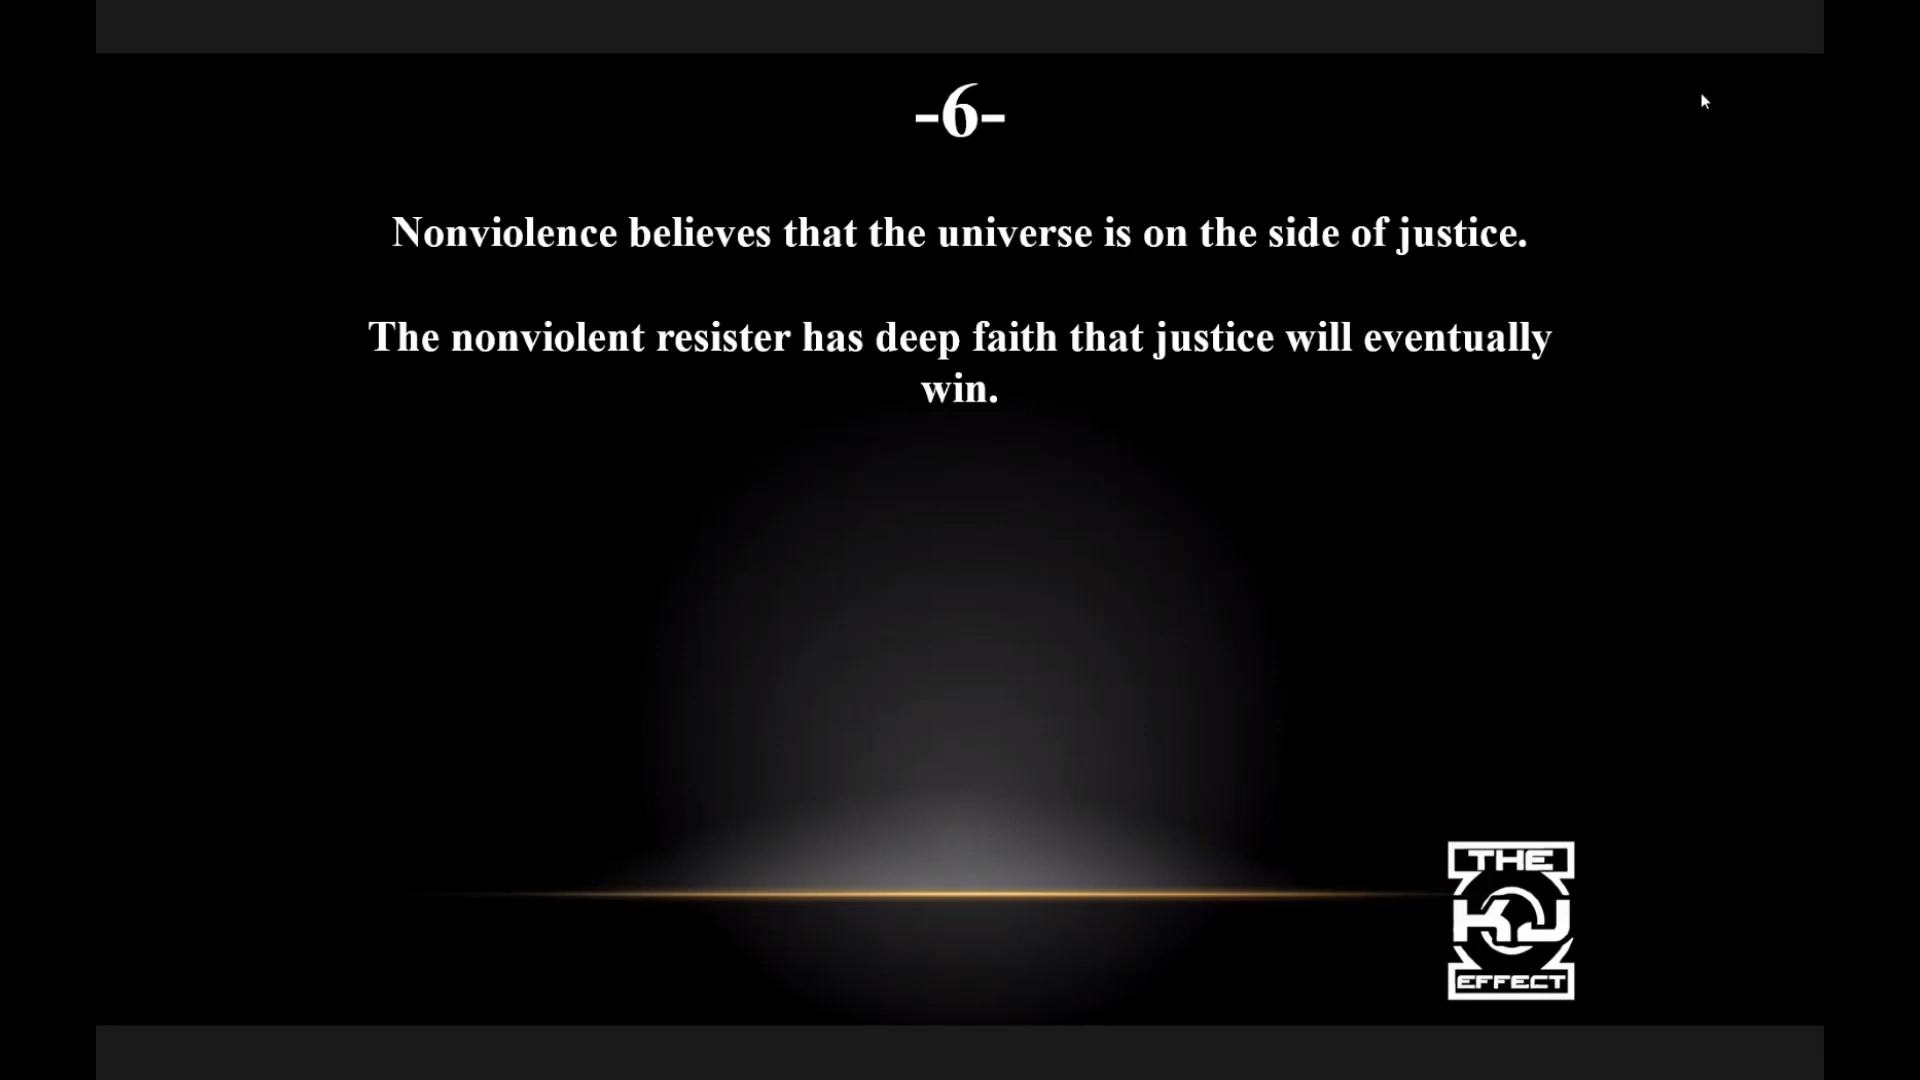 -6-
Nonviolence believes that the universe is on the side of justice.
The nonviolent resister has deep faith that justice will eventually
win.
THE
KJ
EFFECT